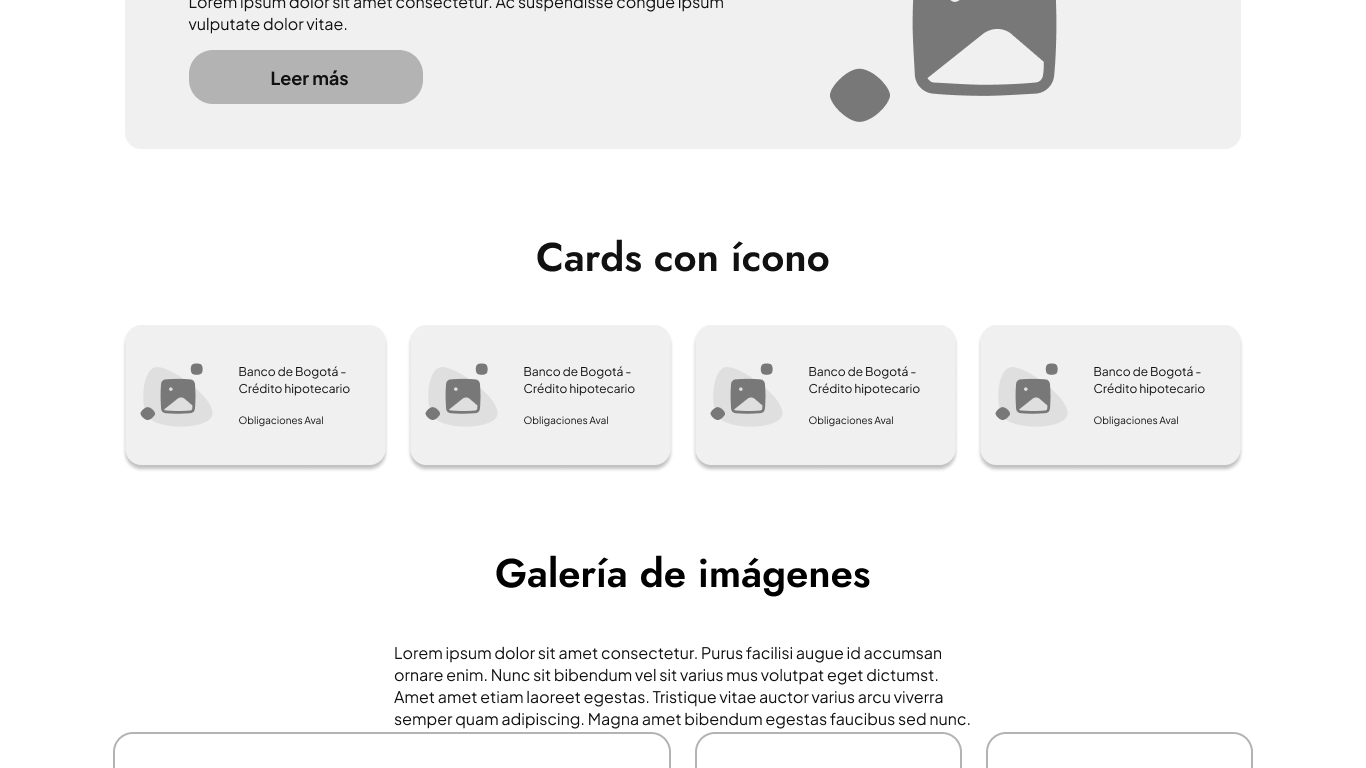 Lorem ipsum dolor sit amet consectetur. Ac suspendisse congue ipsum
vulputate dolor vitae.
Leer más
Cards con ícono
Banco de Bogotá -
Crédito hipotecario
Obligaciones Aval
Banco de Bogotá -
Crédito hipotecario
Obligaciones Aval
Banco de Bogotá -
Crédito hipotecario
Obligaciones Aval
Banco de Bogotá -
Crédito hipotecario
Obligaciones Aval
Galería de imágenes
Lorem ipsum dolor sit amet consectetur. Purus facilisi augue id accumsan
ornare enim. Nunc sit bibendum vel sit varius mus volutpat eget dictumst.
Amet amet etiam laoreet egestas. Tristique vitae auctor varius arcu viverra
semper quam adipiscing. Magna amet bibendum egestas faucibus sed nunc.